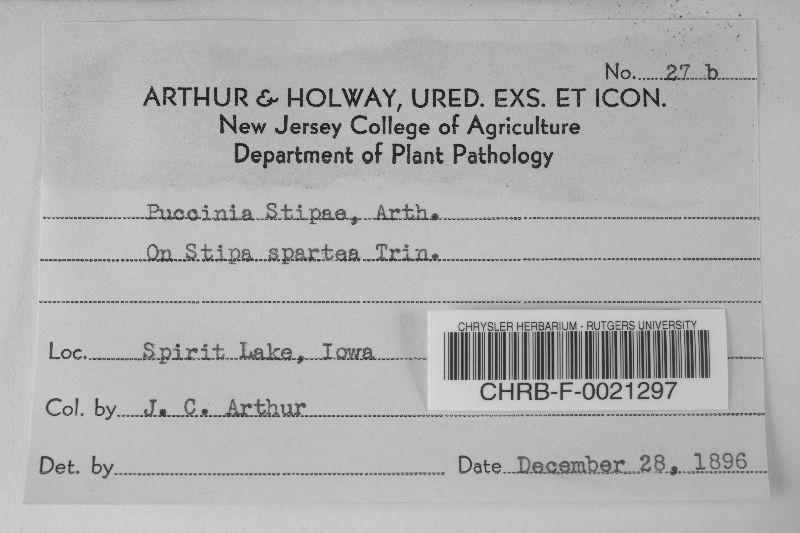 No. 27 b
ARTHUR & HOLWAY, URED. EXS. ET ICON.
New Jersey College of Agriculture
Department of Plant Pathology
Puccinia Stipae, Arth.
On Stipa spartea Trin.
Loc. Spirit Lake, Iowa
CHRYSLER HERBARIUM - RUTGERS UNIVERSITY
CHRB-F-0021297
Col. by J. C. Arthur
Det. by
Date December 28, 1896